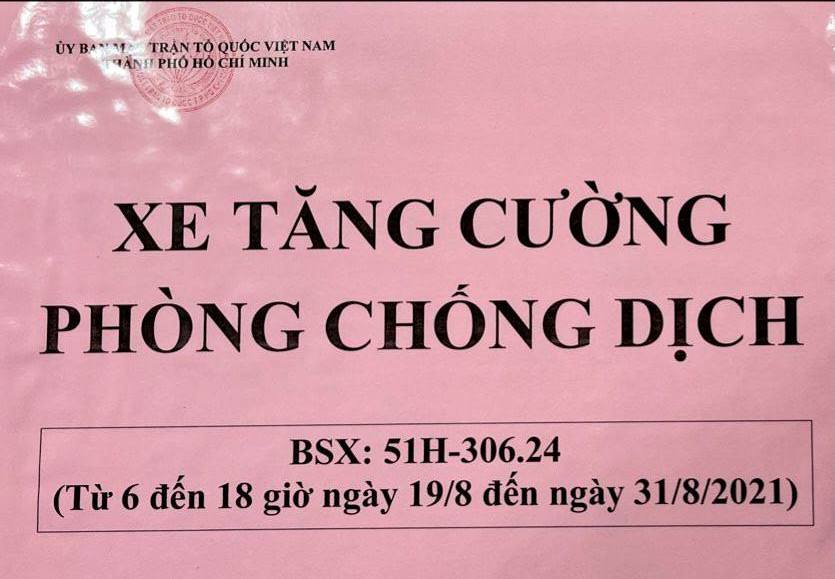 ỦY BAN MẶT TRẬN TỔ QUỐC VIỆT NAM
THÀNH PHỐ HỒ CHÍ MINH
XE TĂNG CƯỜNG
PHÒNG CHỐNG DỊCH
BSX: 51H-306.24
(Từ 6 đến 18 giờ ngày 19/8 đến ngày 31/8/2021)